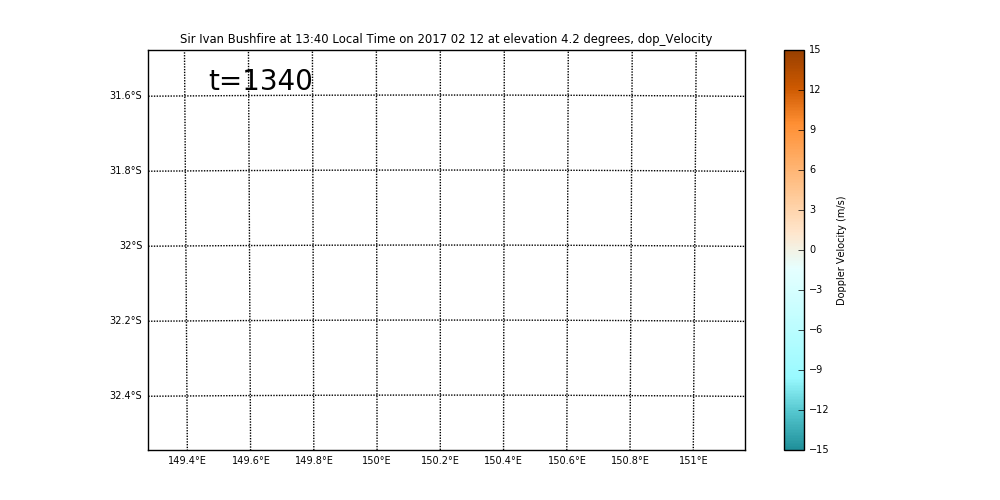 Sir Ivan Bushfire at 13:40 Local Time on 2017 02 12 at elevation 4.2 degrees, dop_Velocity
t=1340
31.6°S
31.8°S
32°S
32.2°S
32.4°S
149.4°E 149.6°E 149.8°E 150°E 150.2°E 150.4°E 150.6°E 150.8°E 151°E
15
12
9
6
3
0
−3
−6
−9
−12
−15
Doppler Velocity (m/s)